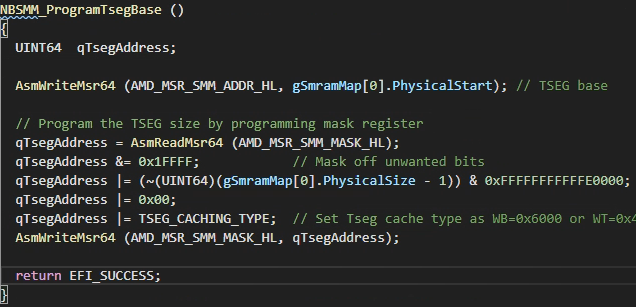 NBSMM_ProgramTsegBase ()
{
UINT64 qTsegAddress;
AsmWriteMsr64 (AMD_MSR_SMM_ADDR_HL, gSmramMap[0].PhysicalStart); // TSEG base
// Program the TSEG size by programming mask register
qTsegAddress = AsmReadMsr64 (AMD_MSR_SMM_MASK_HL);
qTsegAddress &= 0x1FFFF; // Mask off unwanted bits
qTsegAddress |= (~(UINT64)(gSmramMap[0].PhysicalSize - 1)) & 0xFFFFFFFFFFFE0000;
qTsegAddress |= 0x00;
qTsegAddress |= TSEG_CACHING_TYPE; // Set Tseg cache type as WB=0x6000 or WT=0x4
AsmWriteMsr64 (AMD_MSR_SMM_MASK_HL, qTsegAddress);
return EFI_SUCCESS;
}